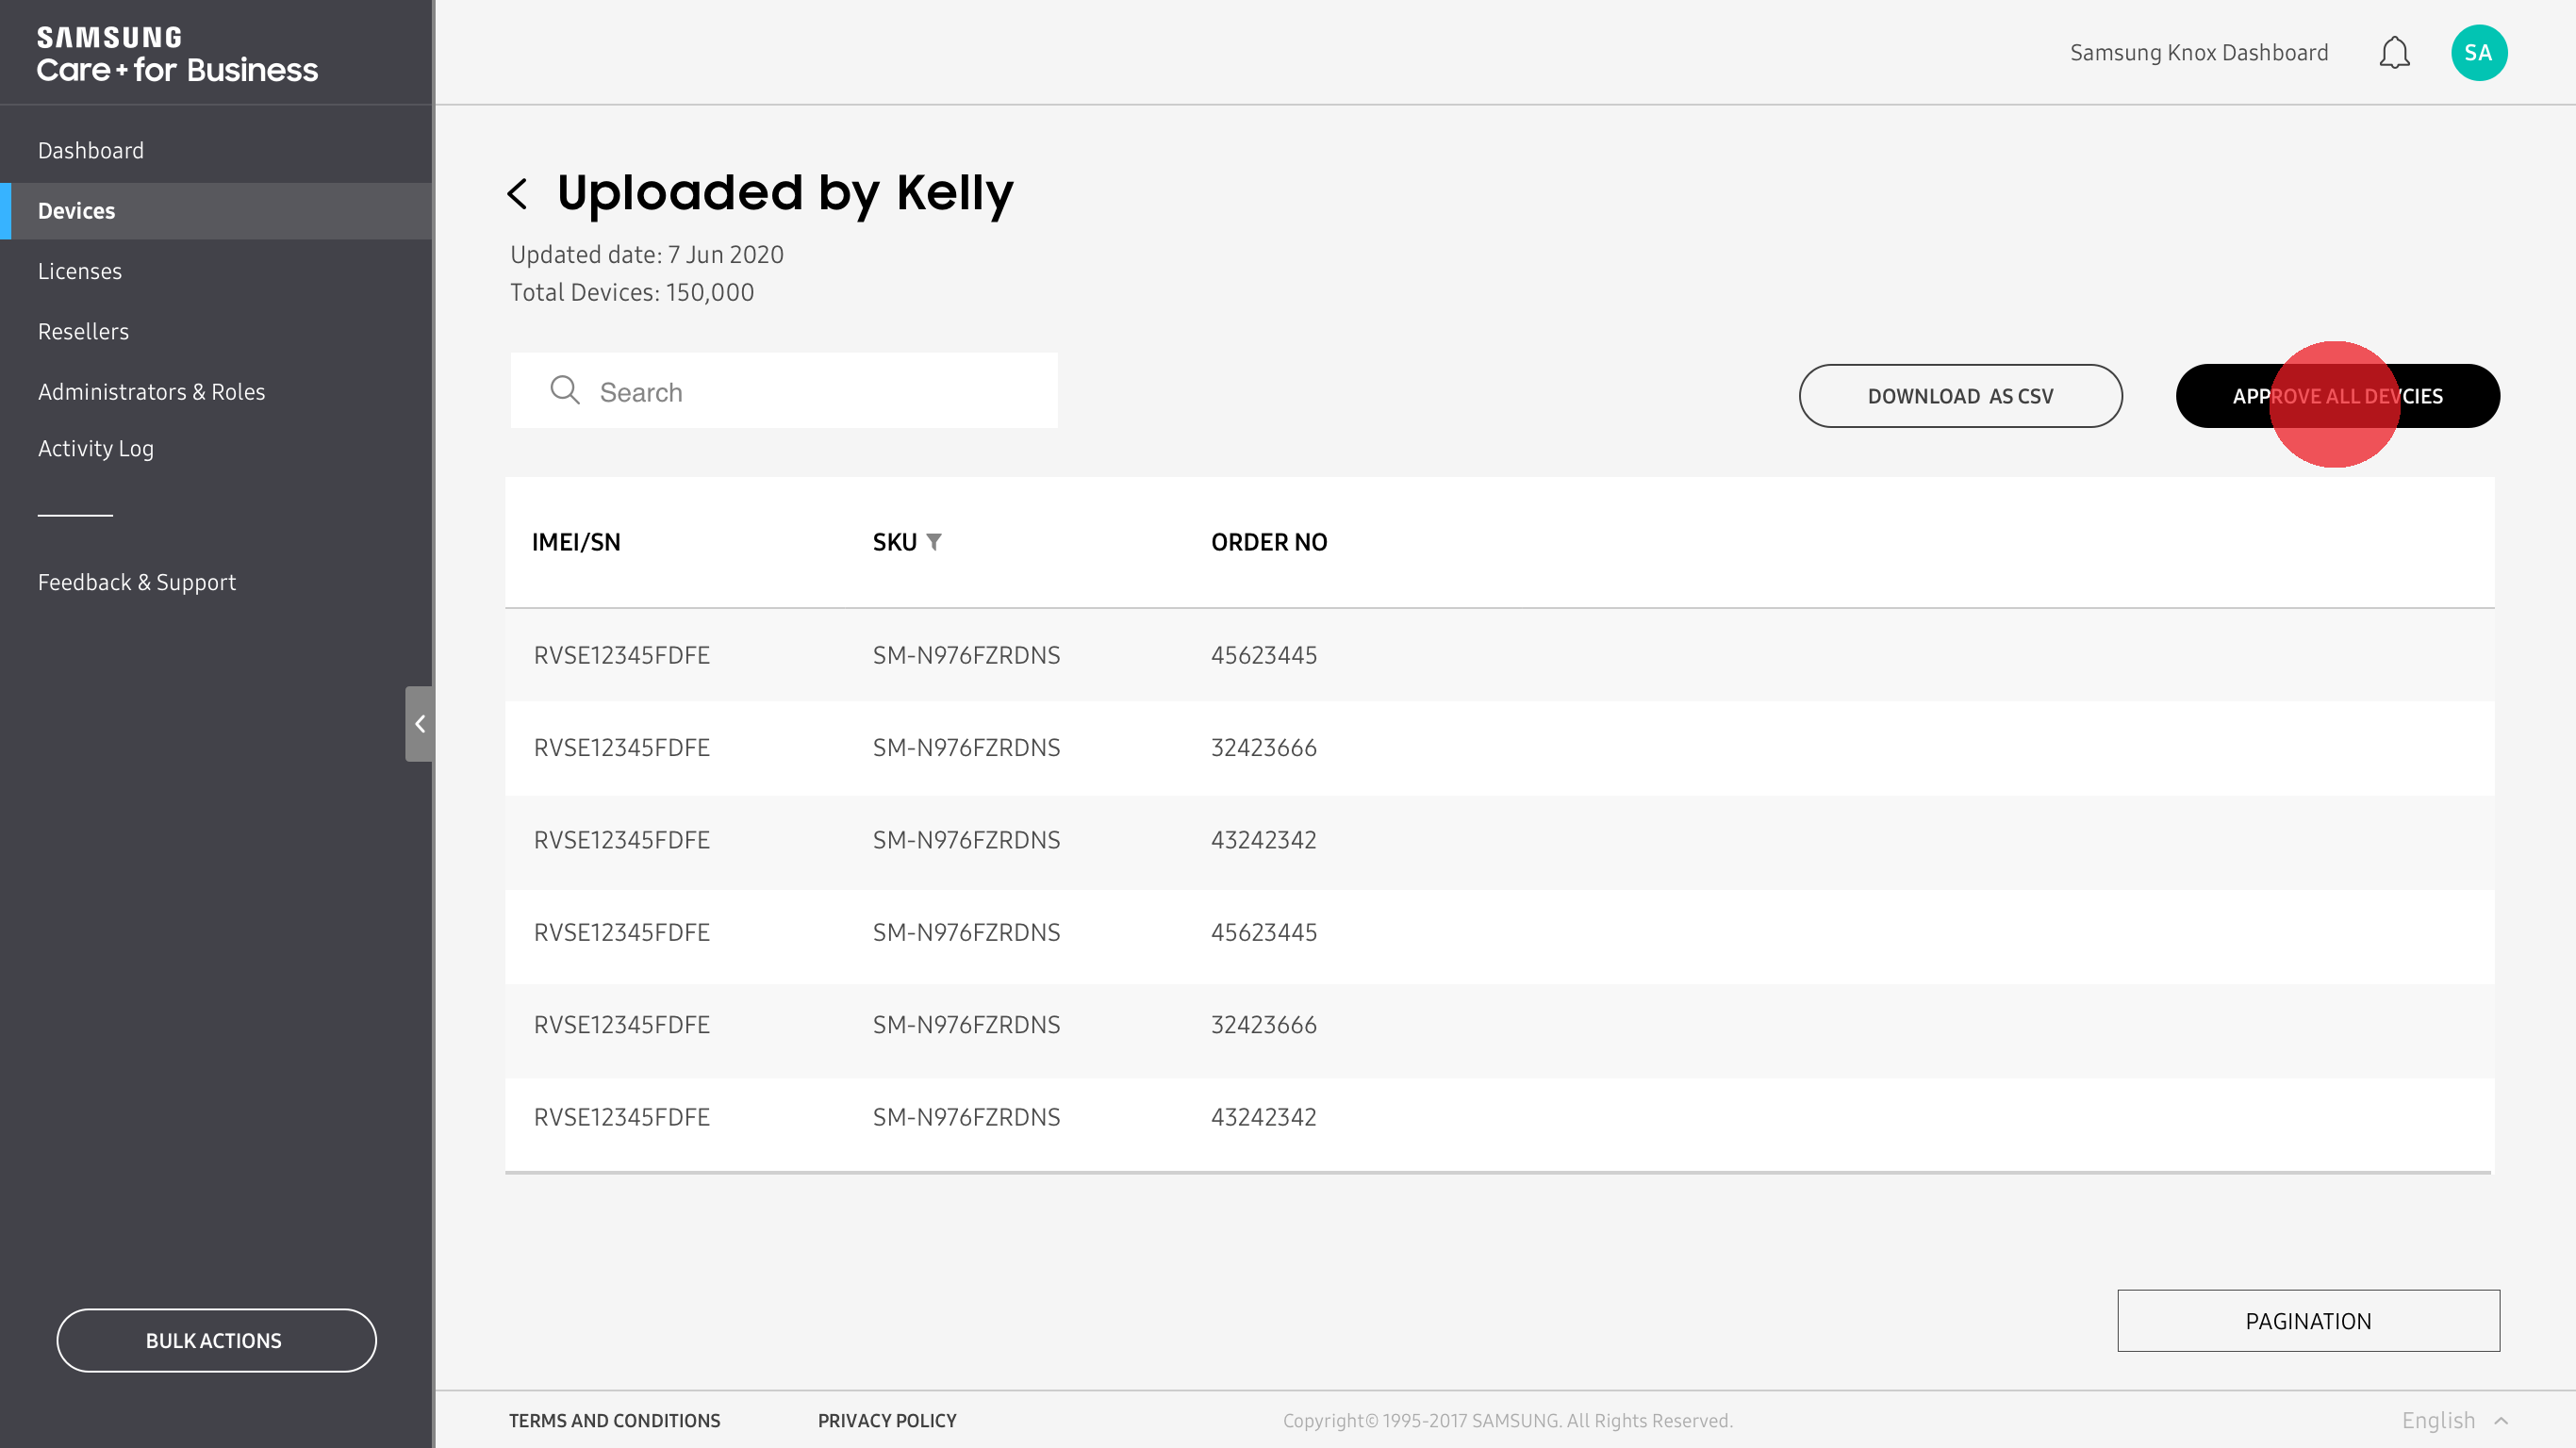 SAMSUNG
Care+ for Business
Samsung Knox Dashboard
SA
Dashboard
Devices
Licenses
Resellers
Administrators & Roles
Activity Log
Feedback & Support
BULK ACTIONS
Uploaded by Kelly
Updated date: 7 Jun 2020
Total Devices: 150,000
Search
DOWNLOAD AS CSV
APPROVE ALL DEVCIES
IMEI/SN SKU ORDER NO
RVSE12345FDFE SM-N976FZRDNS 45623445
RVSE12345FDFE SM-N976FZRDNS 32423666
RVSE12345FDFE SM-N976FZRDNS 43242342
RVSE12345FDFE SM-N976FZRDNS 45623445
RVSE12345FDFE SM-N976FZRDNS 32423666
RVSE12345FDFE SM-N976FZRDNS 43242342
PAGINATION
TERMS AND CONDITIONS
PRIVACY POLICY
Copyright© 1995-2017 SAMSUNG. All Rights Reserved.
English